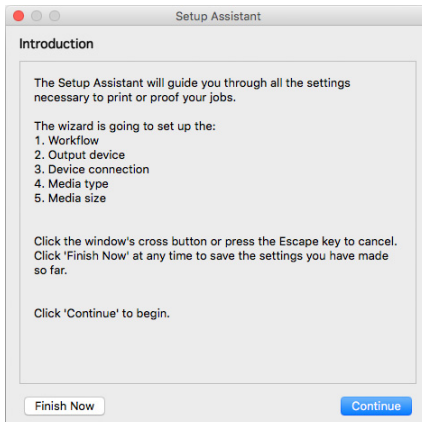 Setup Assistant
Introduction
The Setup Assistant will guide you through all the settings
necessary to print or proof your jobs.
The wizard is going to set up the:
1. Workflow
2. Output device
3. Device connection
4. Media type
5. Media size
Click the window's cross button or press the Escape key to cancel.
Click 'Finish Now' at any time to save the settings you have made
so far.
Click 'Continue' to begin.
Finish Now
Continue